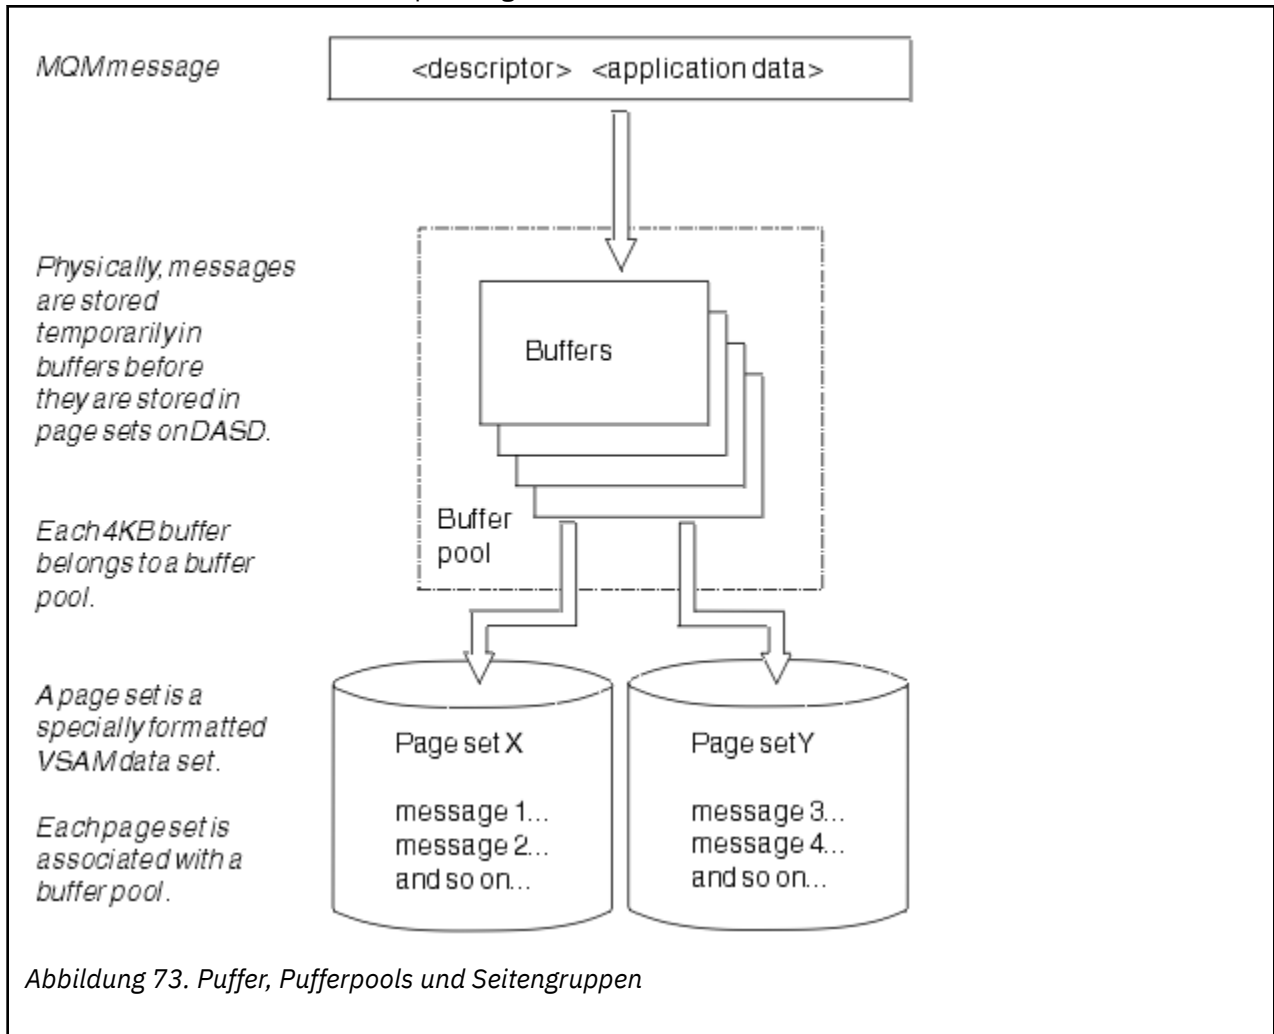 MQM message
<descriptor> <application data>
Physically, messages
are stored
temporarily in
buffers before
they are stored in
page sets on DASD.
Buffers
Each 4KB buffer
belongs to a buffer
pool.
Buffer
pool
A page set is a
specially formatted
VSAM data set.
Each page set is
associated with a
buffer pool.
Page set X
message 1...
message 2...
and so on...
Page set Y
message 3...
message 4...
and so on...
Abbildung 73. Puffer, Pufferpools und Seitengruppen